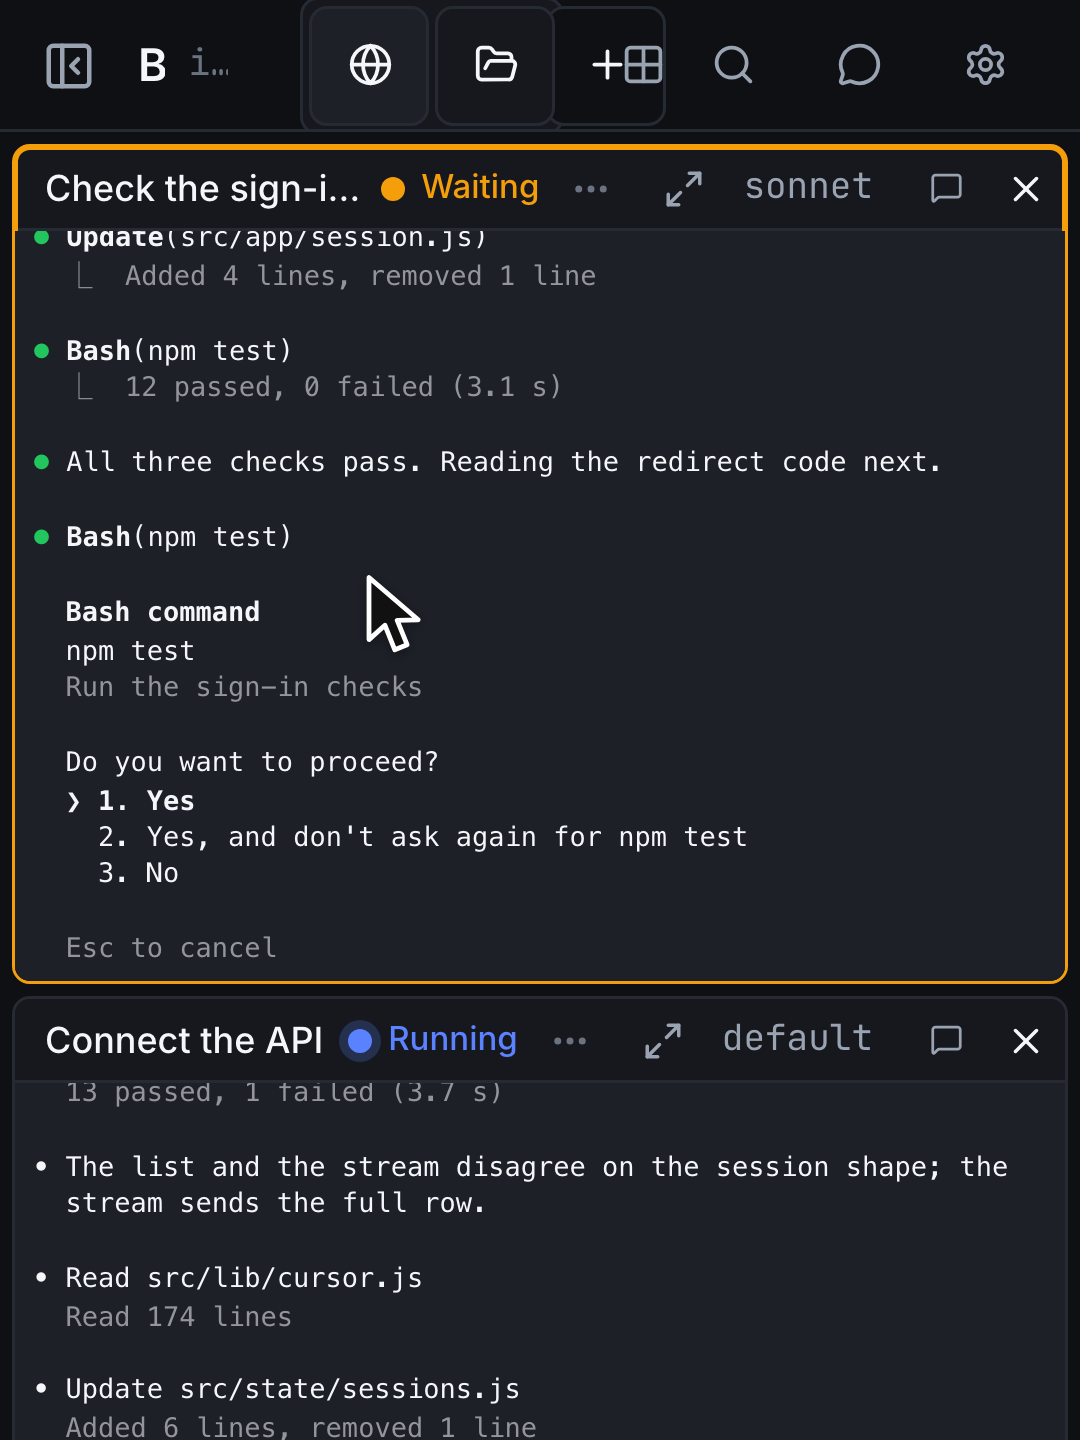 B i…
Check the sign-i... Waiting ... sonnet
Update(src/app/session.js)
Added 4 lines, removed 1 line
Bash(npm test)
12 passed, 0 failed (3.1 s)
All three checks pass. Reading the redirect code next.
Bash(npm test)
Bash command
npm test
Run the sign-in checks
Do you want to proceed?
❯ 1. Yes
2. Yes, and don't ask again for npm test
3. No
Esc to cancel
Connect the API Running ... default
13 passed, 1 failed (3.7 s)
• The list and the stream disagree on the session shape; the
stream sends the full row.
• Read src/lib/cursor.js
Read 174 lines
• Update src/state/sessions.js
Added 6 lines, removed 1 line